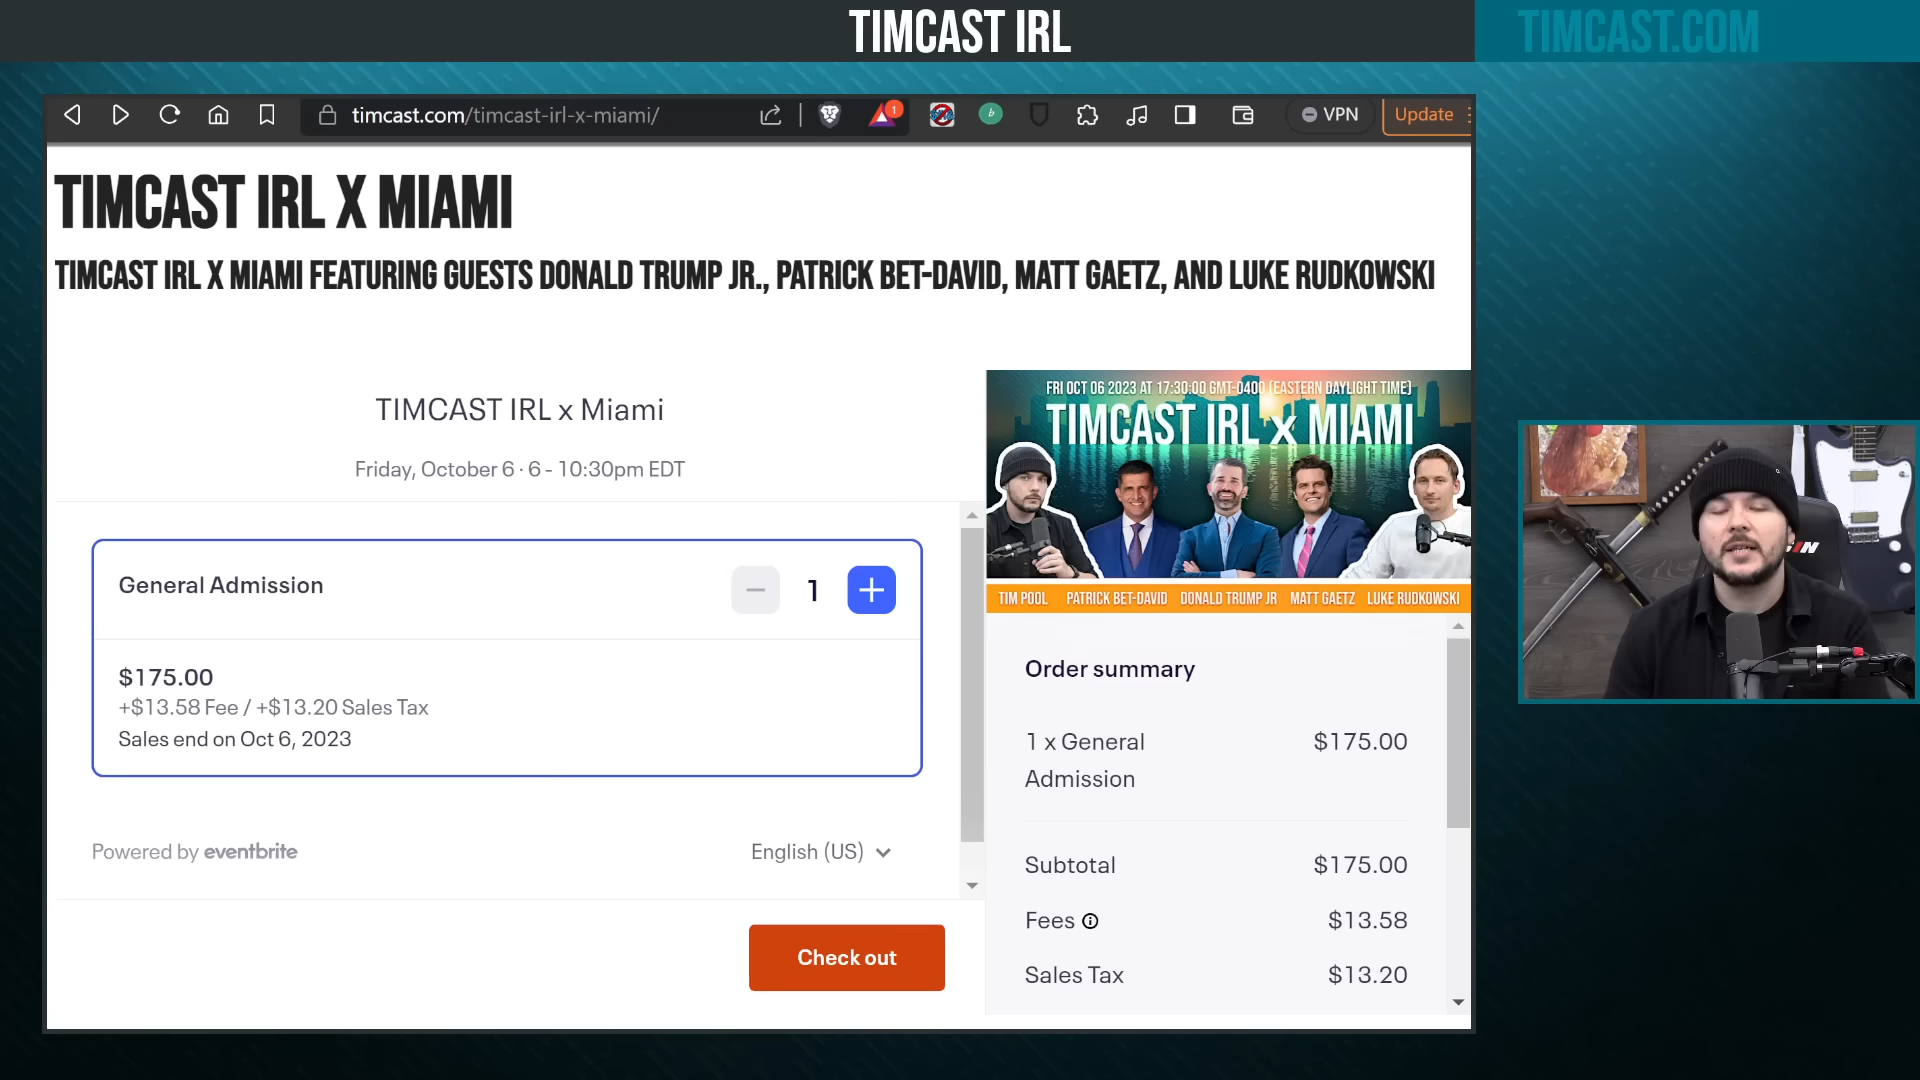 TIMCAST IRL
TIMCAST.COM
timcast.com/timcast-irl-x-miami/
1
b
VPN
Update
TIMCAST IRL X MIAMI
TIMCAST IRL X MIAMI FEATURING GUESTS DONALD TRUMP JR., PATRICK BET-DAVID, MATT GAETZ, AND LUKE RUDKOWSKI
TIMCAST IRL x Miami
Friday, October 6 · 6 - 10:30pm EDT
General Admission
1
$175.00
+$13.58 Fee / +$13.20 Sales Tax
Sales end on Oct 6, 2023
Powered by eventbrite
English (US)
Check out
FRI OCT 06 2023 AT 17:30:00 GMT-0400 (EASTERN DAYLIGHT TIME)
TIMCAST IRL x MIAMI
TIM POOL PATRICK BET-DAVID DONALD TRUMP JR MATT GAETZ LUKE RUDKOWSKI
Order summary
1 x General $175.00
Admission
Subtotal $175.00
Fees $13.58
Sales Tax $13.20